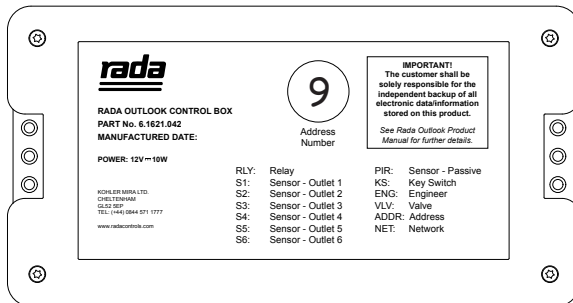 rada
RADA OUTLOOK CONTROL BOX
PART No. 6.1621.042
MANUFACTURED DATE:
POWER: 12V⎓10W
KOHLER MIRA LTD.
CHELTENHAM
GL52 5EP
TEL: (+44) 0844 571 1777
www.radacontrols.com
9
Address
Number
IMPORTANT!
The customer shall be
solely responsible for the
independent backup of all
electronic data/information
stored on this product.
See Rada Outlook Product
Manual for further details.
RLY: Relay
S1: Sensor - Outlet 1
S2: Sensor - Outlet 2
S3: Sensor - Outlet 3
S4: Sensor - Outlet 4
S5: Sensor - Outlet 5
S6: Sensor - Outlet 6
PIR: Sensor - Passive
KS: Key Switch
ENG: Engineer
VLV: Valve
ADDR: Address
NET: Network